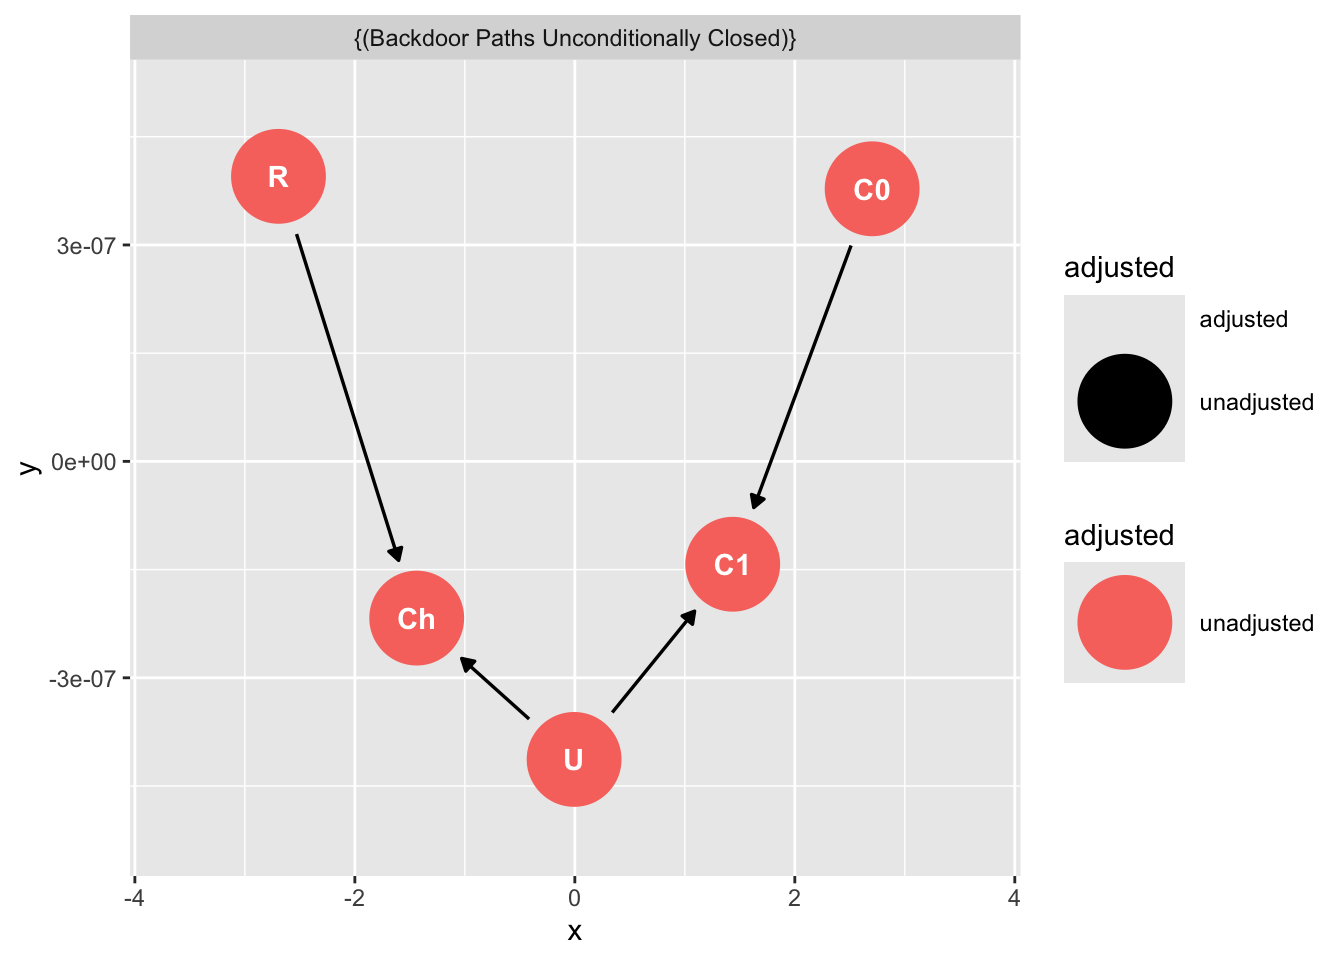 {(Backdoor Paths Unconditionally Closed)}
R
C0
3e-07
0e+00
-3e-07
y
Ch
C1
U
-4
-2
0
2
4
x
adjusted
adjusted
unadjusted
adjusted
unadjusted